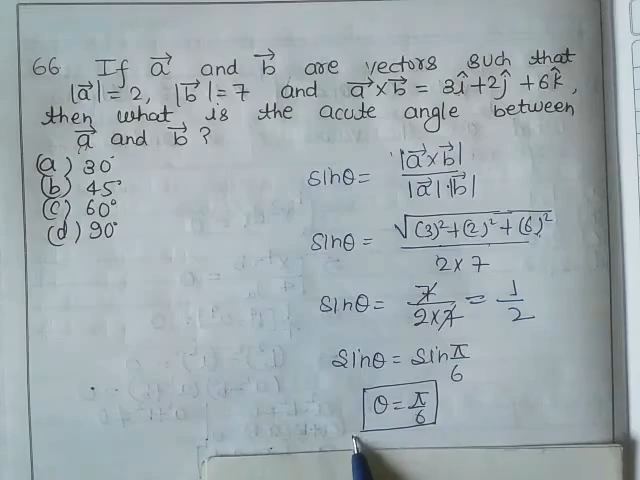 66 If a⃗ and b⃗ are vectors such that
|a⃗|=2, |b⃗|=7 and a⃗×b⃗ = 3î+2ĵ+6k̂,
then what is the acute angle between
a⃗ and b⃗?
(a) 30°
(b) 45°
(c) 60°
(d) 90°
sinθ = |a⃗×b⃗| / |a⃗|·|b⃗|
sinθ = √(3)²+(2)²+(6)² / 2×7
sinθ = 7 / 2×7 = 1/2
sinθ = sin π/6
θ = π/6